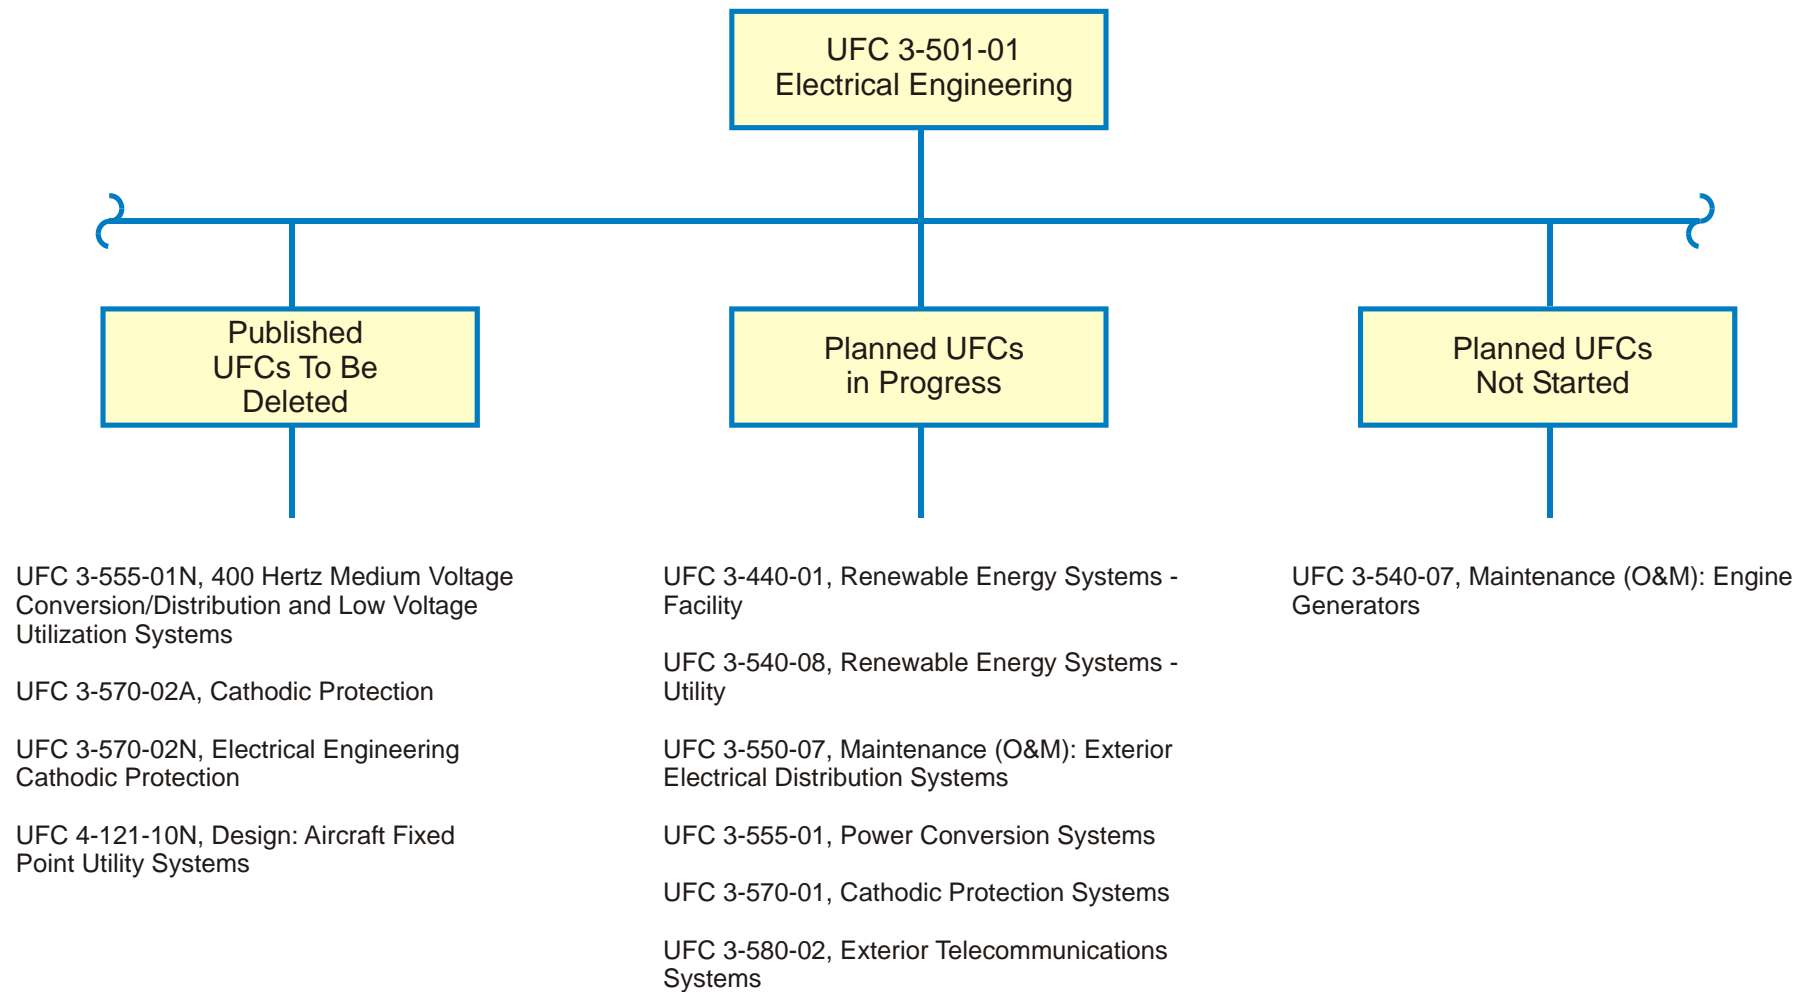 UFC 3-501-01
Electrical Engineering
Published
UFCs To Be
Deleted
Planned UFCs
in Progress
Planned UFCs
Not Started
UFC 3-555-01N, 400 Hertz Medium Voltage
Conversion/Distribution and Low Voltage
Utilization Systems
UFC 3-570-02A, Cathodic Protection
UFC 3-570-02N, Electrical Engineering
Cathodic Protection
UFC 4-121-10N, Design: Aircraft Fixed
Point Utility Systems
UFC 3-440-01, Renewable Energy Systems -
Facility
UFC 3-540-08, Renewable Energy Systems -
Utility
UFC 3-550-07, Maintenance (O&M): Exterior
Electrical Distribution Systems
UFC 3-555-01, Power Conversion Systems
UFC 3-570-01, Cathodic Protection Systems
UFC 3-580-02, Exterior Telecommunications
Systems
UFC 3-540-07, Maintenance (O&M): Engine
Generators